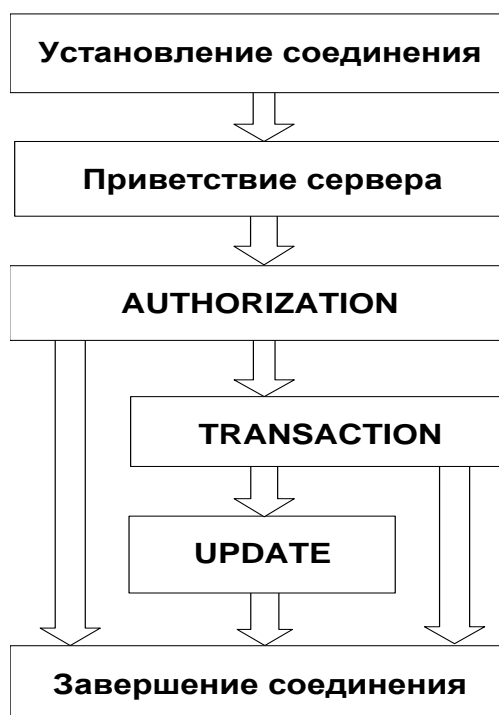 Установление соединения
Приветствие сервера
AUTHORIZATION
TRANSACTION
UPDATE
Завершение соединения